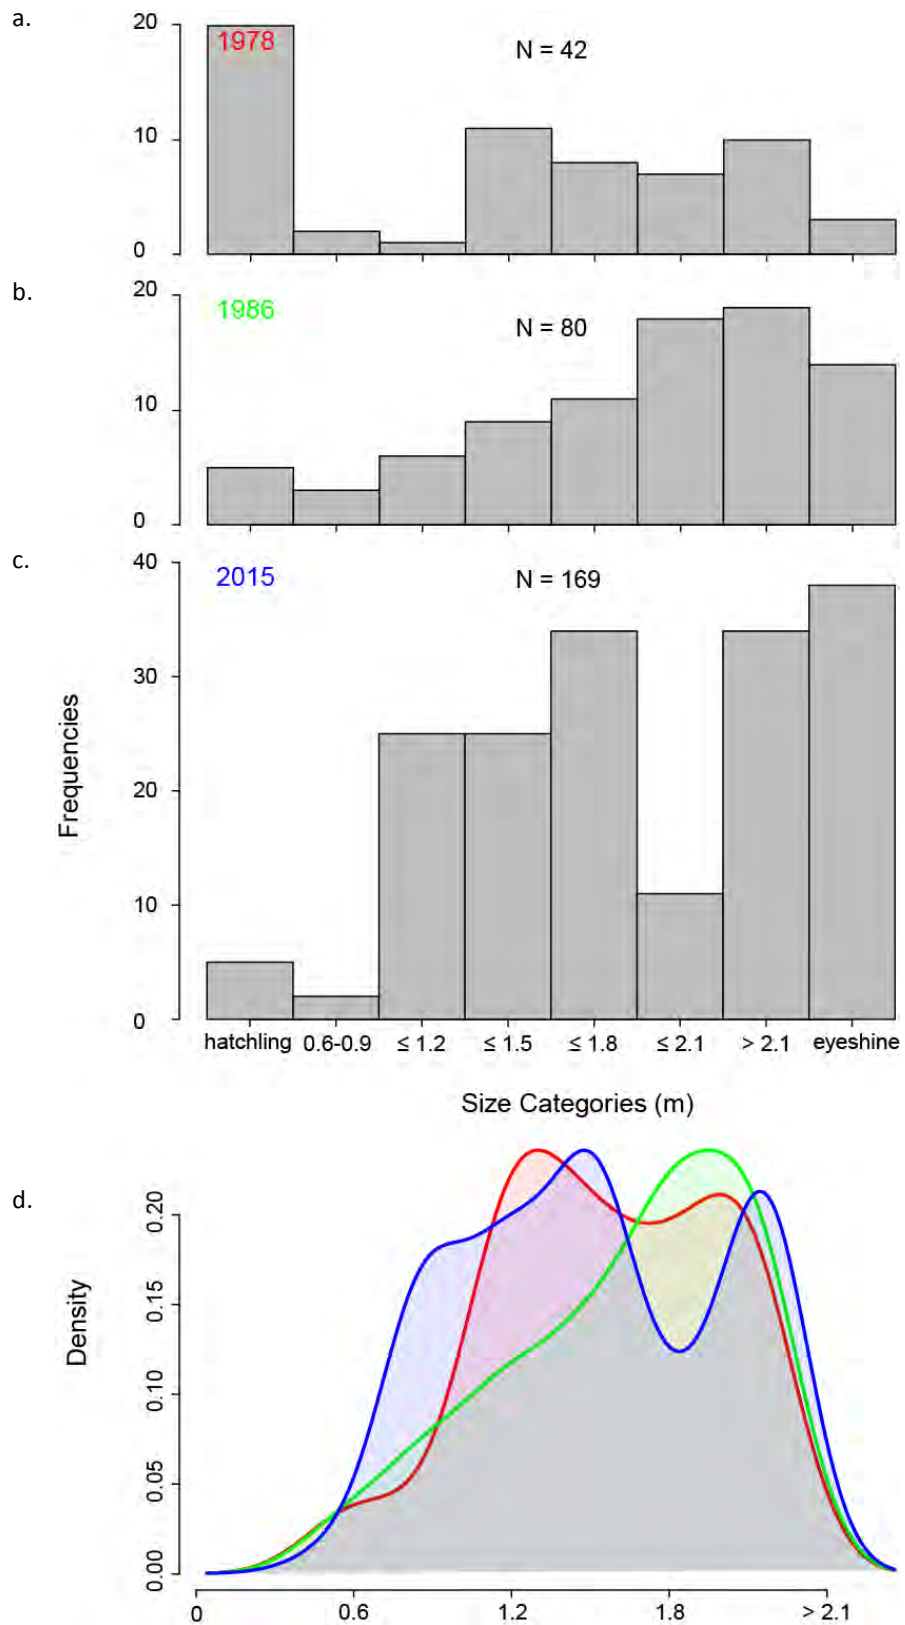 a.
20
10
0
1978
N = 42
b.
20
10
0
1986
N = 80
c.
40
30
20
10
0
2015
N = 169
Frequencies
hatchling 0.6-0.9 ≤ 1.2 ≤ 1.5 ≤ 1.8 ≤ 2.1 > 2.1 eyeshine
Size Categories (m)
d.
0.20
0.15
0.10
0.05
0.00
Density
0 0.6 1.2 1.8 > 2.1